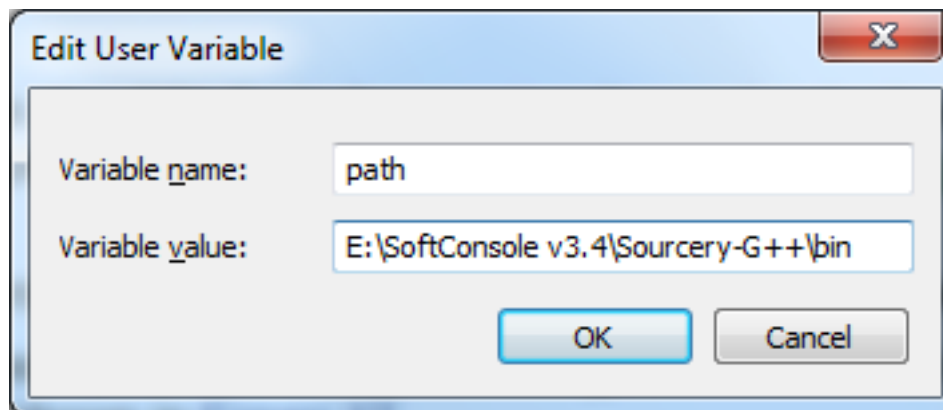 Edit User Variable
Variable name: path
Variable value: E:\SoftConsole v3.4\Sourcery-G++\bin
OK Cancel